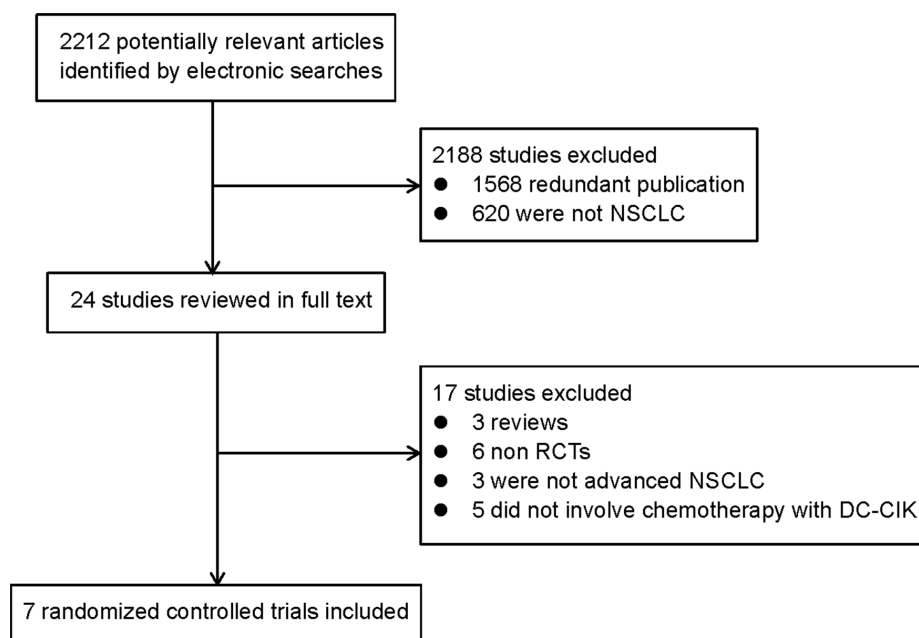 2212 potentially relevant articles
identified by electronic searches
2188 studies excluded
● 1568 redundant publication
● 620 were not NSCLC
24 studies reviewed in full text
17 studies excluded
● 3 reviews
● 6 non RCTs
● 3 were not advanced NSCLC
● 5 did not involve chemotherapy with DC-CIK
7 randomized controlled trials included